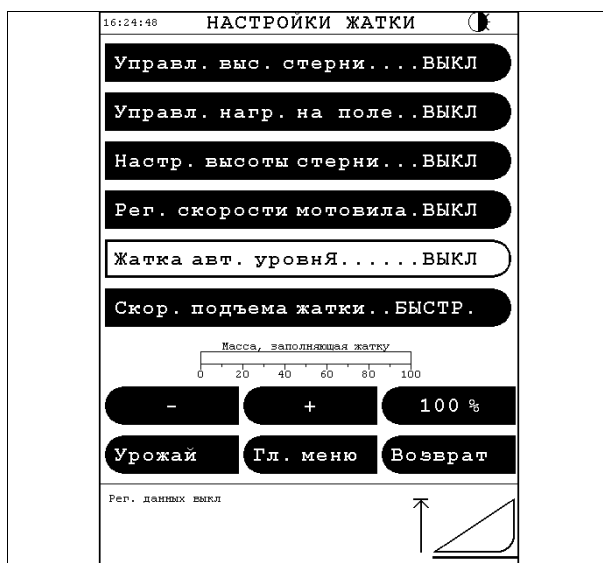 16:24:48 НАСТРОЙКИ ЖАТКИ
Управл. выс. стерни....ВЫКЛ
Управл. нагр. на поле..ВЫКЛ
Настр. высоты стерни...ВЫКЛ
Рег. скорости мотовила.ВЫКЛ
Жатка авт. уровнЯ......ВЫКЛ
Скор. подъема жатки..БЫСТР.
Масса, заполняющая жатку
0 20 40 60 80 100
- + 100 %
Урожай Гл. меню Возврат
Рег. данных выкл